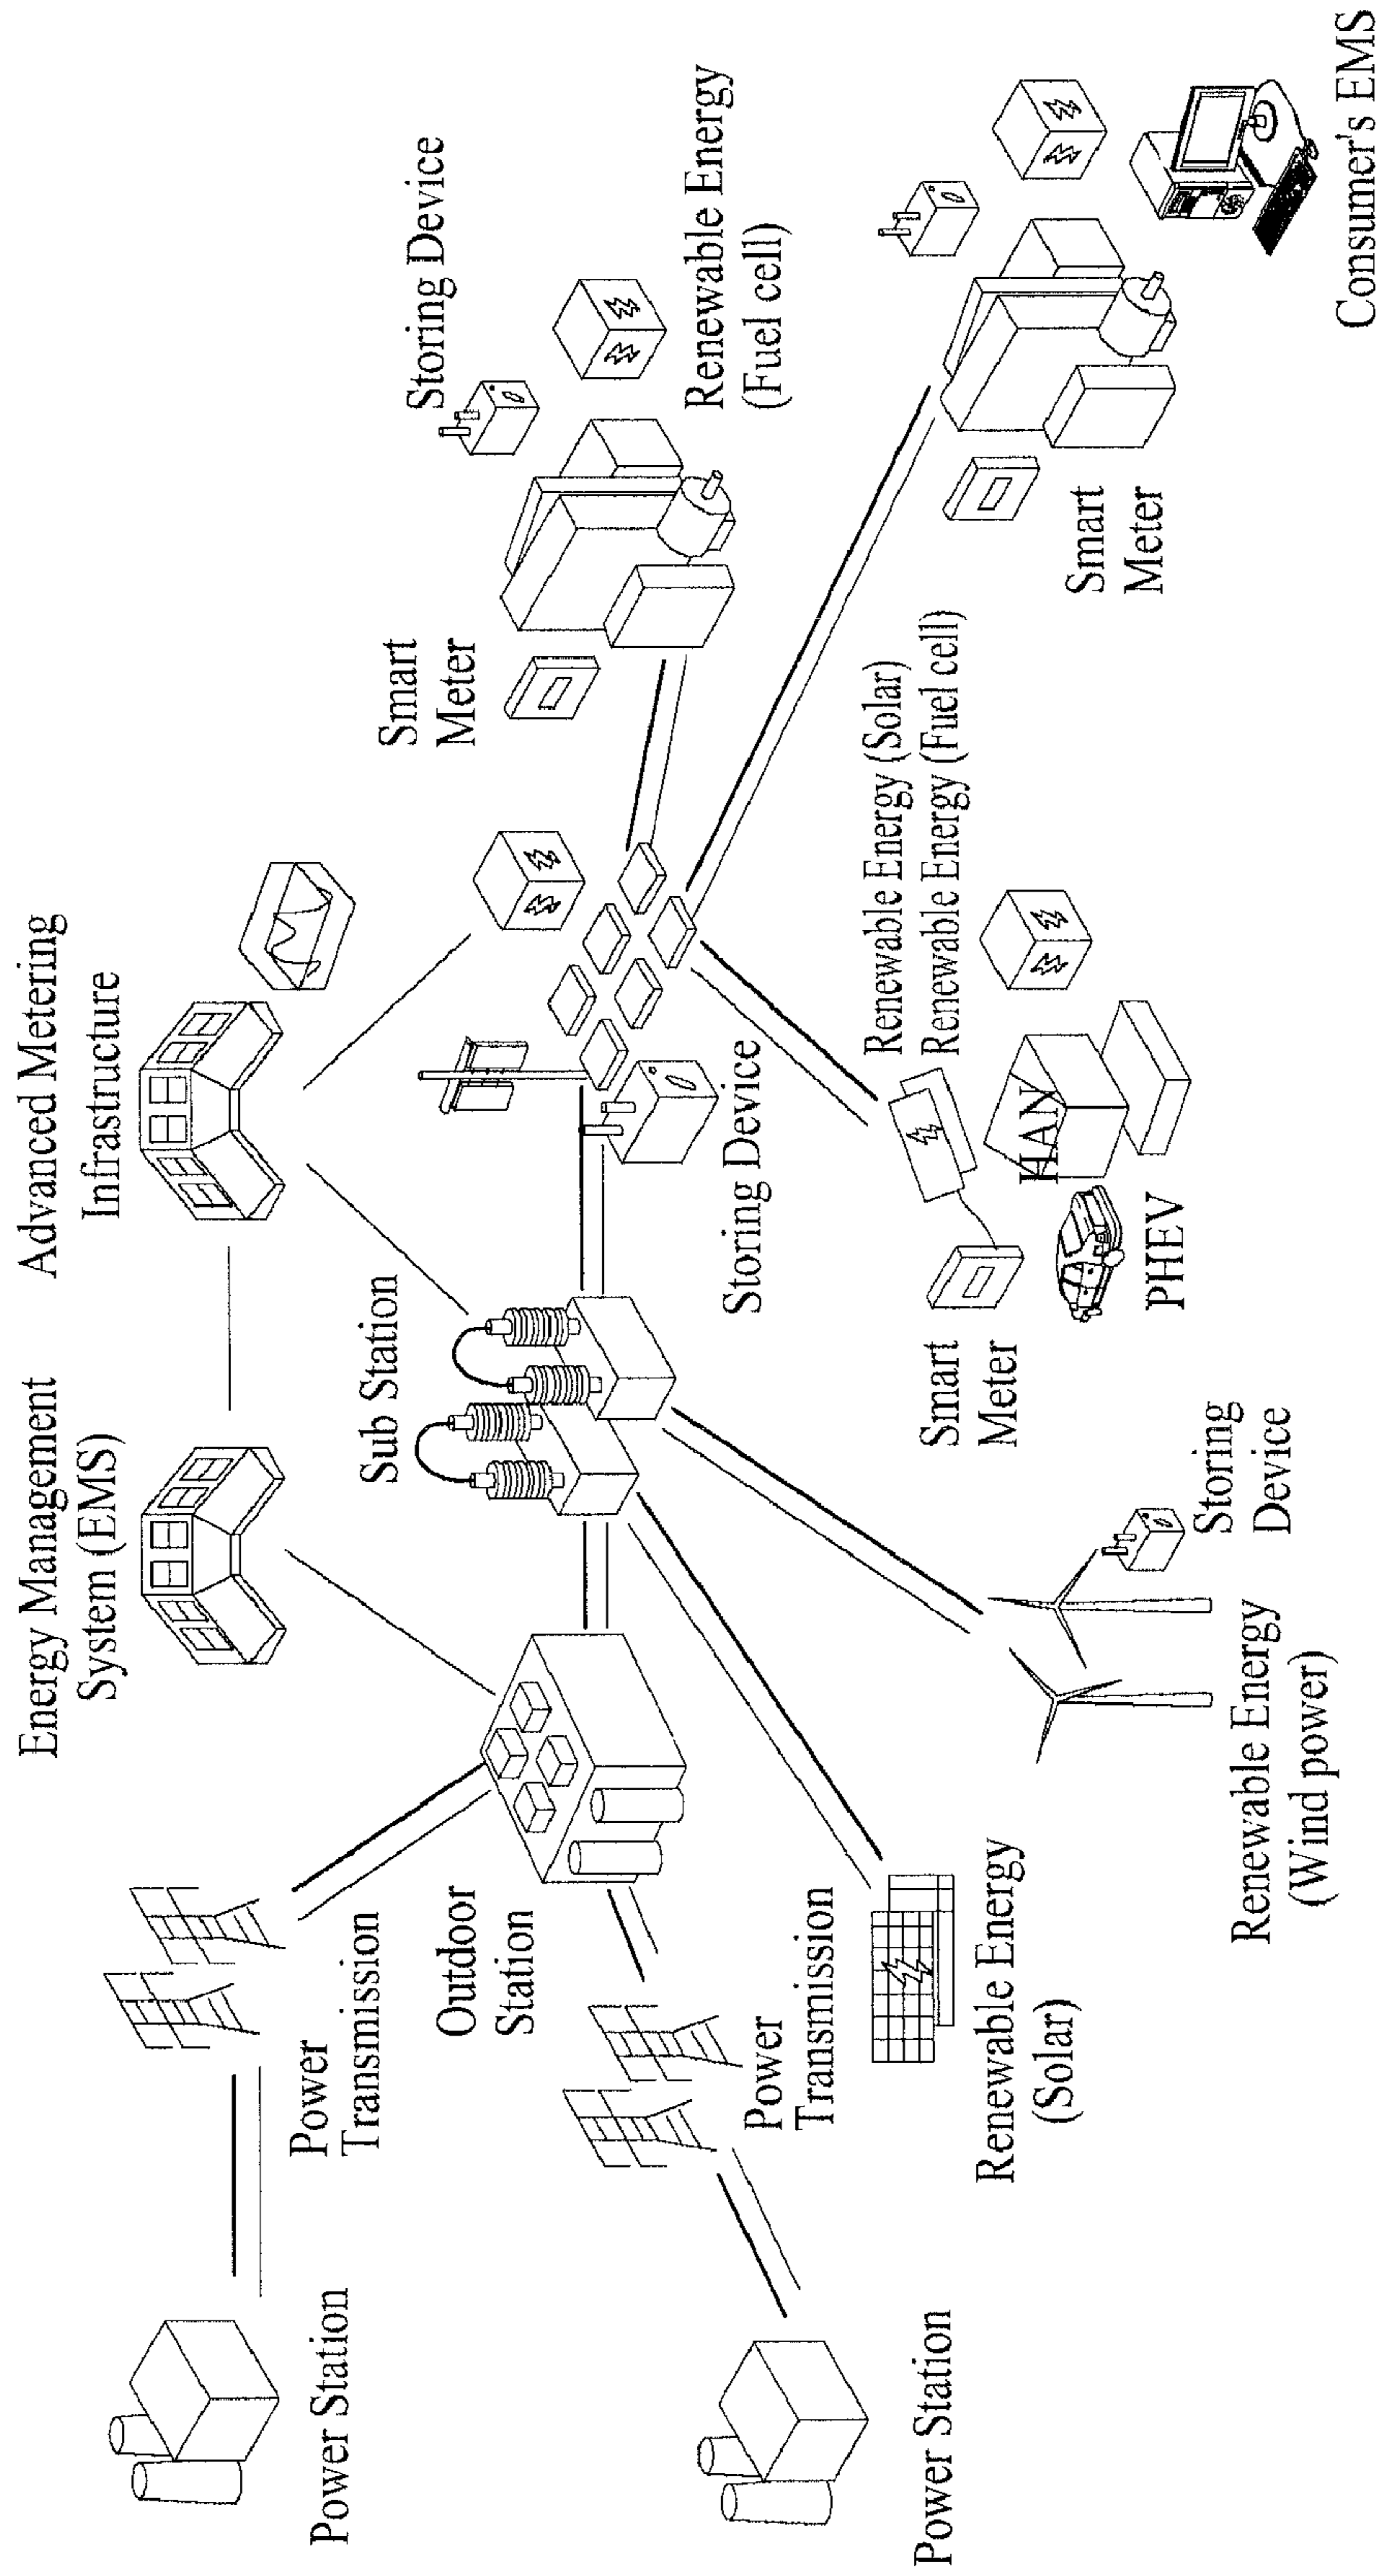 Energy Management
System (EMS)
Advanced Metering
Infrastructure
Power
Transmission
Power Station
Outdoor
Station
Sub Station
Smart
Meter
Storing Device
Renewable Energy
(Fuel cell)
Storing Device
Power
Transmission
Power Station
Renewable Energy
(Solar)
Renewable Energy
(Wind power)
Storing
Device
Smart
Meter
PHEV
HAN
Renewable Energy (Solar)
Renewable Energy (Fuel cell)
Smart
Meter
Consumer's EMS